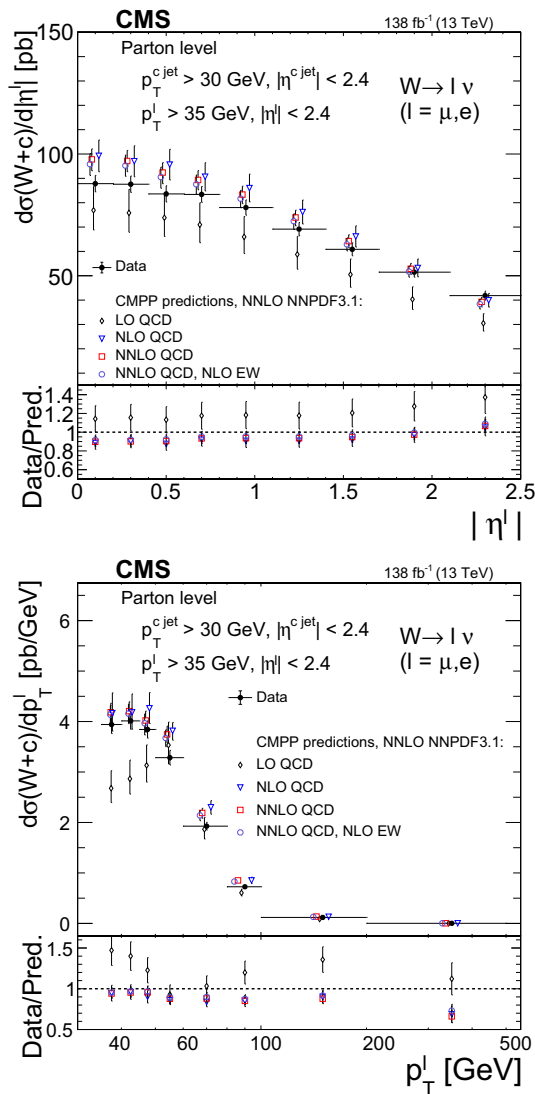 CMS
138 fb⁻¹ (13 TeV)
dσ(W+c)/d|ηˡ| [pb]
150
100
50
Parton level
p_T^{c jet} > 30 GeV, |η^{c jet}| < 2.4
p_T^l > 35 GeV, |ηˡ| < 2.4
W→ l ν
(l = μ,e)
Data
CMPP predictions, NNLO NNPDF3.1:
LO QCD
NLO QCD
NNLO QCD
NNLO QCD, NLO EW
Data/Pred.
1.4
1.2
1
0.8
0.6
0 0.5 1 1.5 2 2.5
| ηˡ |
CMS
138 fb⁻¹ (13 TeV)
dσ(W+c)/dp_T^l [pb/GeV]
6
4
2
0
Parton level
p_T^{c jet} > 30 GeV, |η^{c jet}| < 2.4
p_T^l > 35 GeV, |ηˡ| < 2.4
W→ l ν
(l = μ,e)
Data
CMPP predictions, NNLO NNPDF3.1:
LO QCD
NLO QCD
NNLO QCD
NNLO QCD, NLO EW
Data/Pred.
1.5
1
0.5
40 60 100 200 500
p_T^l [GeV]